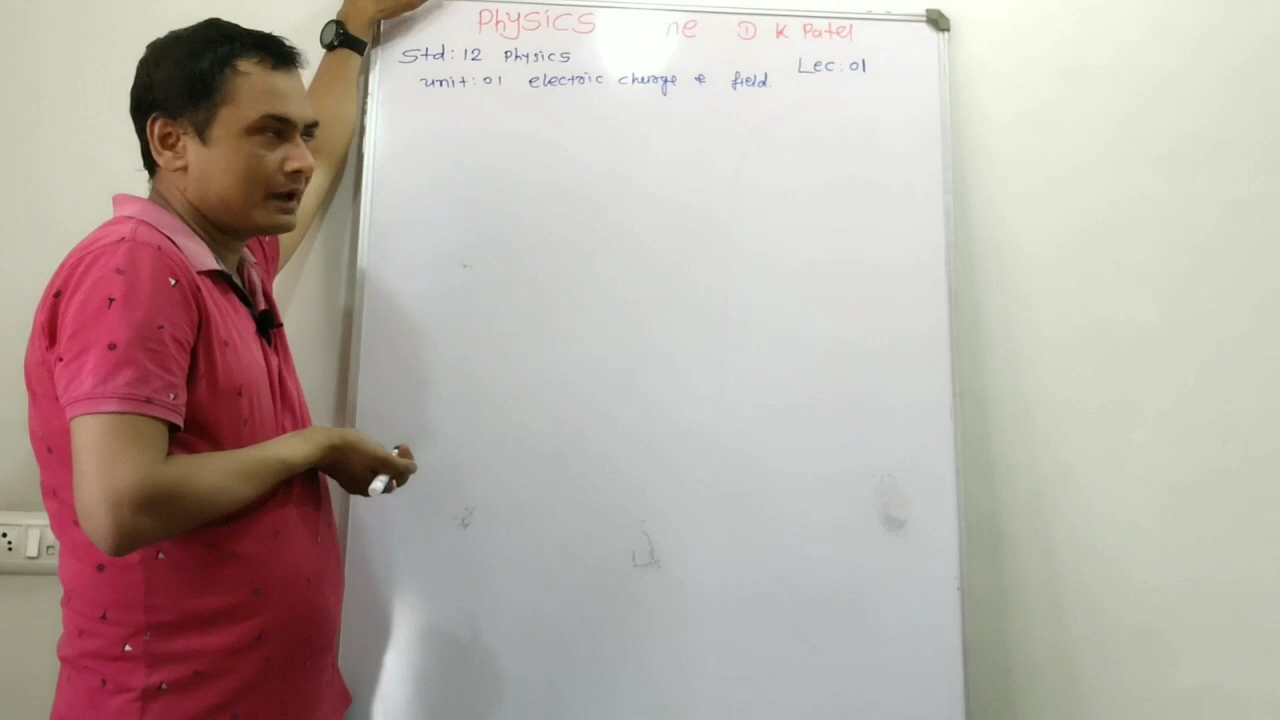 Physics ne D K Patel
Std: 12 Physics
Lec: 01
unit: 01 electric charge & field.